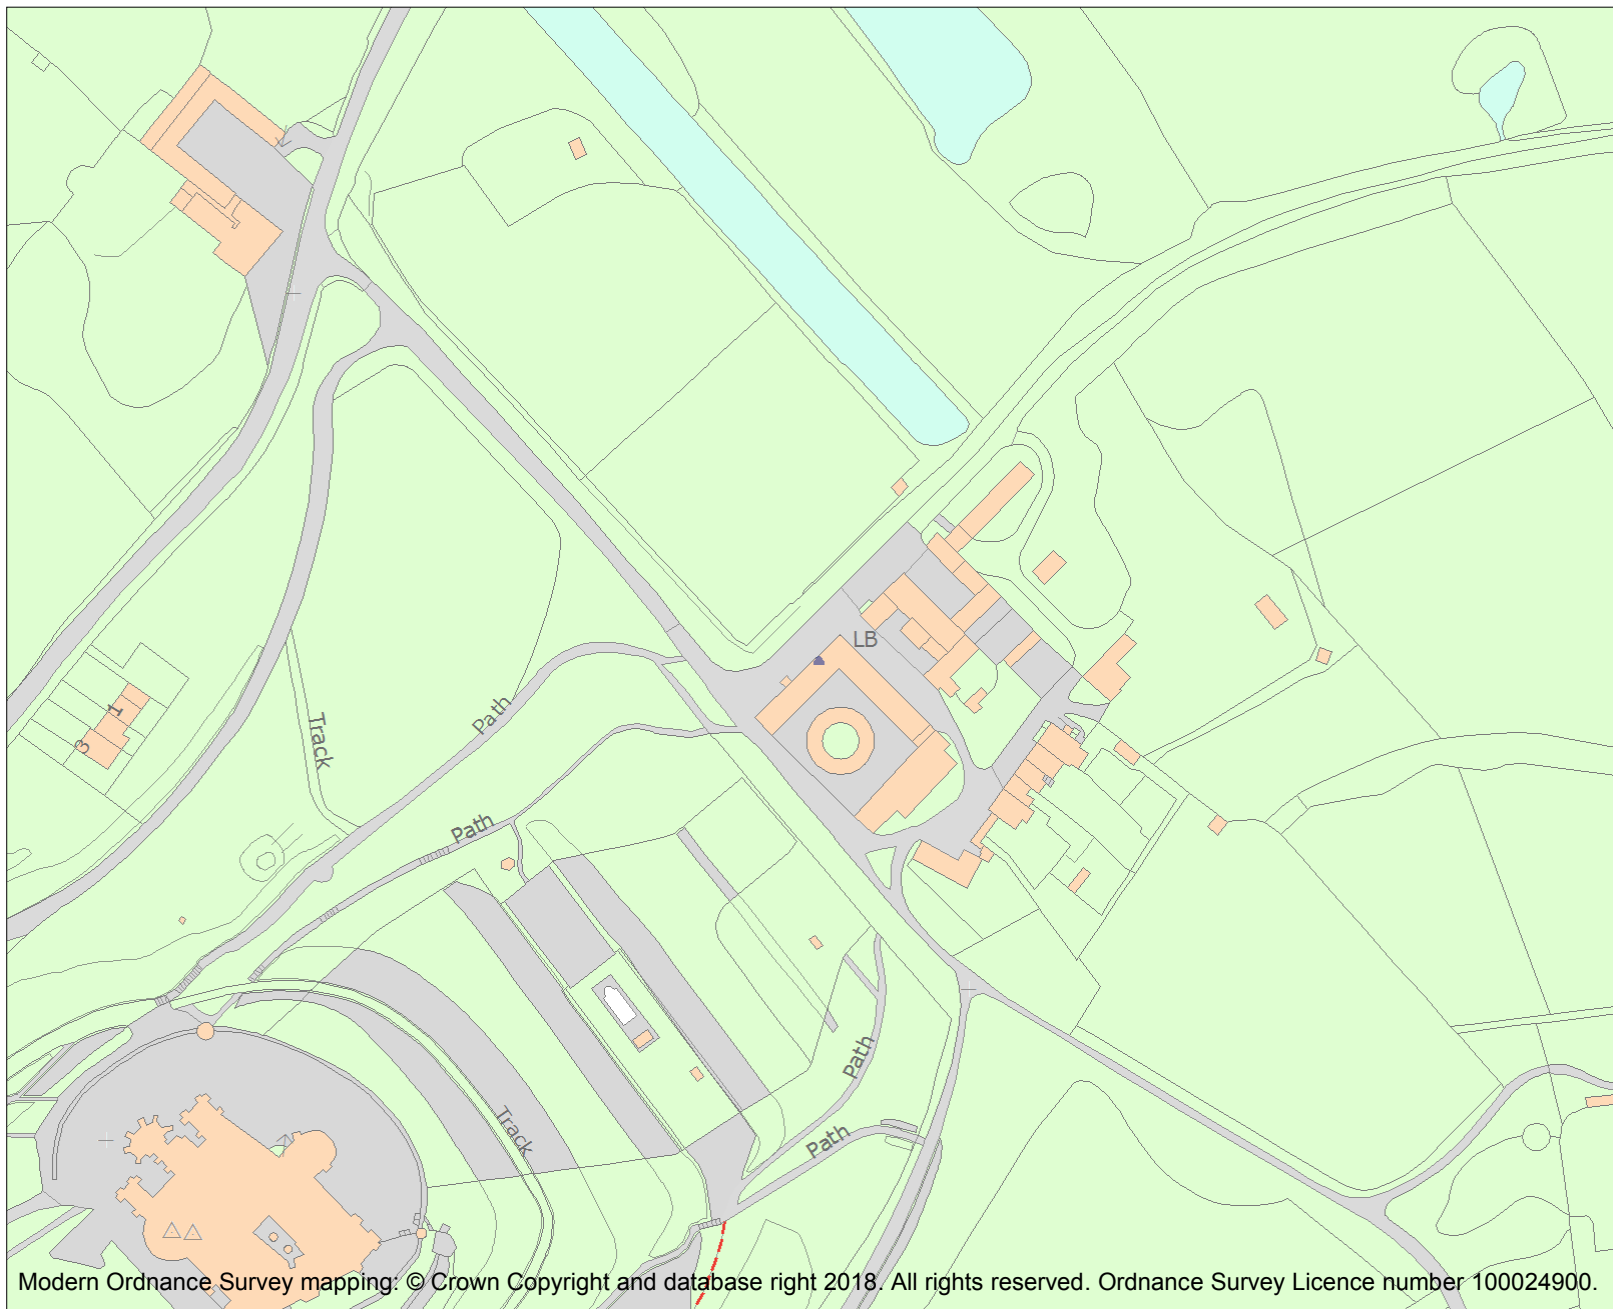 LB
Path
1
3
Track
Path
Path
Track
Path
Modern Ordnance Survey mapping: © Crown Copyright and database right 2018. All rights reserved. Ordnance Survey Licence number 100024900.